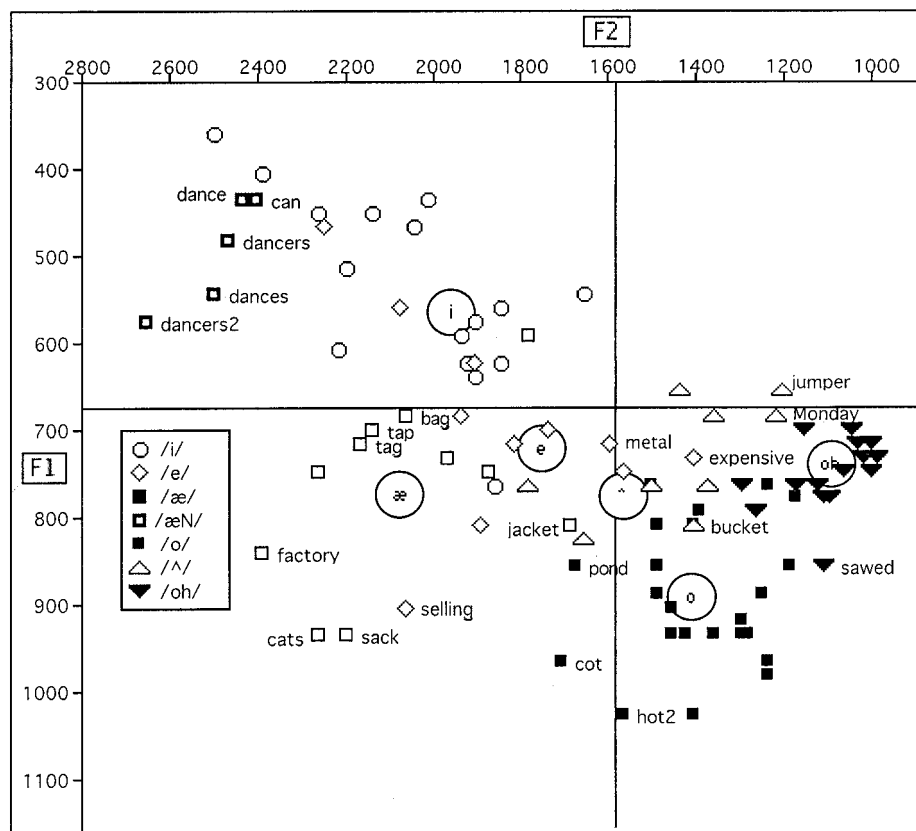 F2
2800 2600 2400 2200 2000 1800 1600 1400 1200 1000
300
400
dance can
dancers
500
dances
dancers2
i
600
jumper
bag Monday
700
tap
e metal
tag
expensive
F1
oh
æ ^
800
jacket bucket
factory pond sawed
o
900
selling
cats sack
cot
1000
hot2
1100
/i/
/e/
/æ/
/æN/
/o/
/^/
/oh/